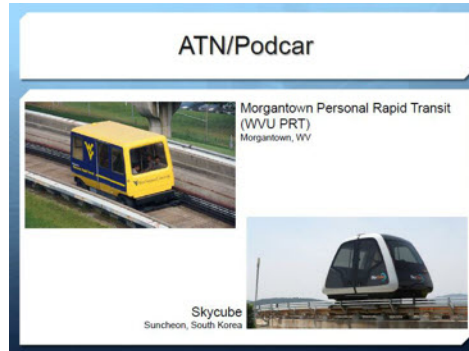 ATN/Podcar
Morgantown Personal Rapid Transit
(WVU PRT)
Morgantown, WV
Skycube
Suncheon, South Korea